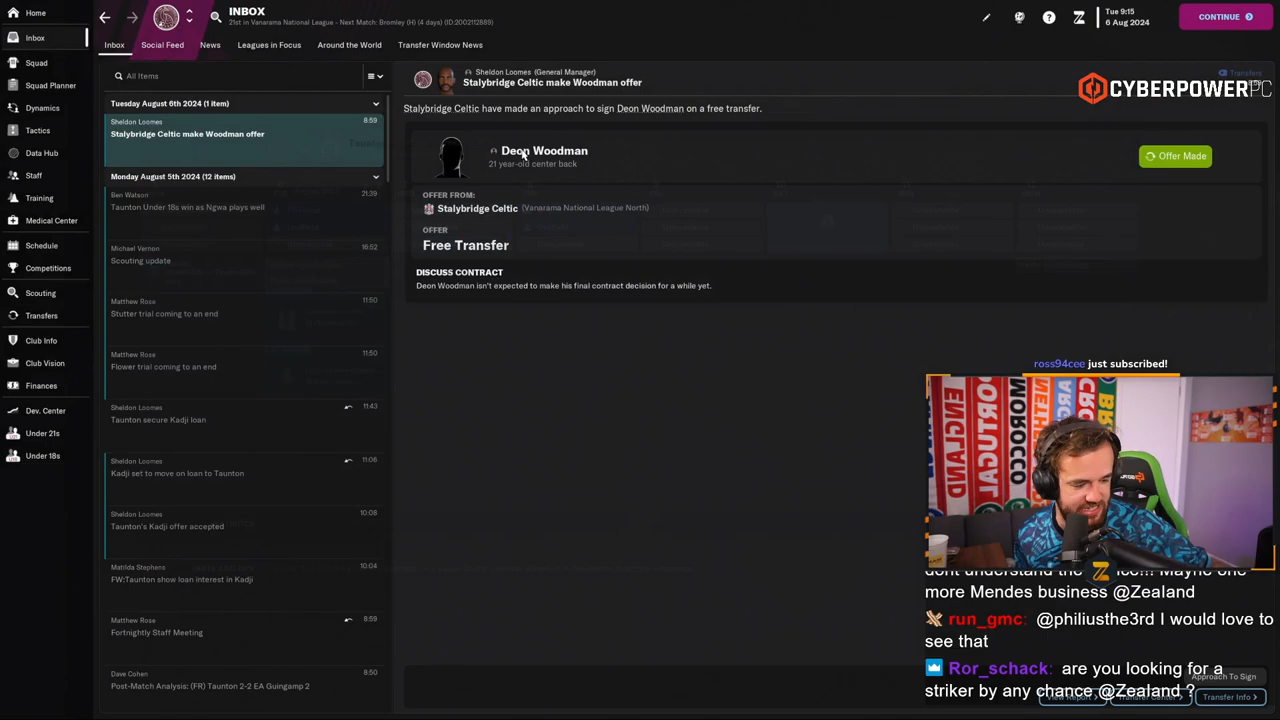 Home
Inbox
Squad
Squad Planner
Dynamics
Tactics
Data Hub
Staff
Training
Medical Center
Schedule
Competitions
Scouting
Transfers
Club Info
Club Vision
Finances
Dev. Center
Under 21s
Under 18s
INBOX
21st in Vanarama National League - Next Match: Bromley (H) (4 days) (ID:2002112889)
Tue 9:15
6 Aug 2024
CONTINUE
Inbox
Social Feed
News
Leagues in Focus
Around the World
Transfer Window News
All Items
Tuesday August 6th 2024 (1 item)
Sheldon Loomes 8:59
Stalybridge Celtic make Woodman offer
Monday August 5th 2024 (12 items)
Ben Watson 21:39
Taunton Under 18s win as Ngwa plays well
Michael Vernon 16:52
Scouting update
Matthew Rose 11:50
Stutter trial coming to an end
Matthew Rose 11:50
Flower trial coming to an end
Sheldon Loomes 11:43
Taunton secure Kadji loan
Sheldon Loomes 11:06
Kadji set to move on loan to Taunton
Sheldon Loomes 10:08
Taunton's Kadji offer accepted
Matilda Stephens 10:04
FW:Taunton show loan interest in Kadji
Matthew Rose 8:59
Fortnightly Staff Meeting
Dave Cohen 8:50
Post-Match Analysis: (FR) Taunton 2-2 EA Guingamp 2
Sheldon Loomes (General Manager)
Stalybridge Celtic make Woodman offer
Transfers
CYBERPOWERPC
Stalybridge Celtic have made an approach to sign Deon Woodman on a free transfer.
Deon Woodman
21 year-old center back
Offer Made
OFFER FROM:
Stalybridge Celtic (Vanarama National League North)
OFFER
Free Transfer
DISCUSS CONTRACT
Deon Woodman isn't expected to make his final contract decision for a while yet.
ross94cee just subscribed!
more Mendes business @Zealand
run_gmc: @philiusthe3rd I would love to
see that
Ror_schack: are you looking for a
striker by any chance @Zealand ?
Approach To Sign
View Report
Transfer Center
Transfer Info